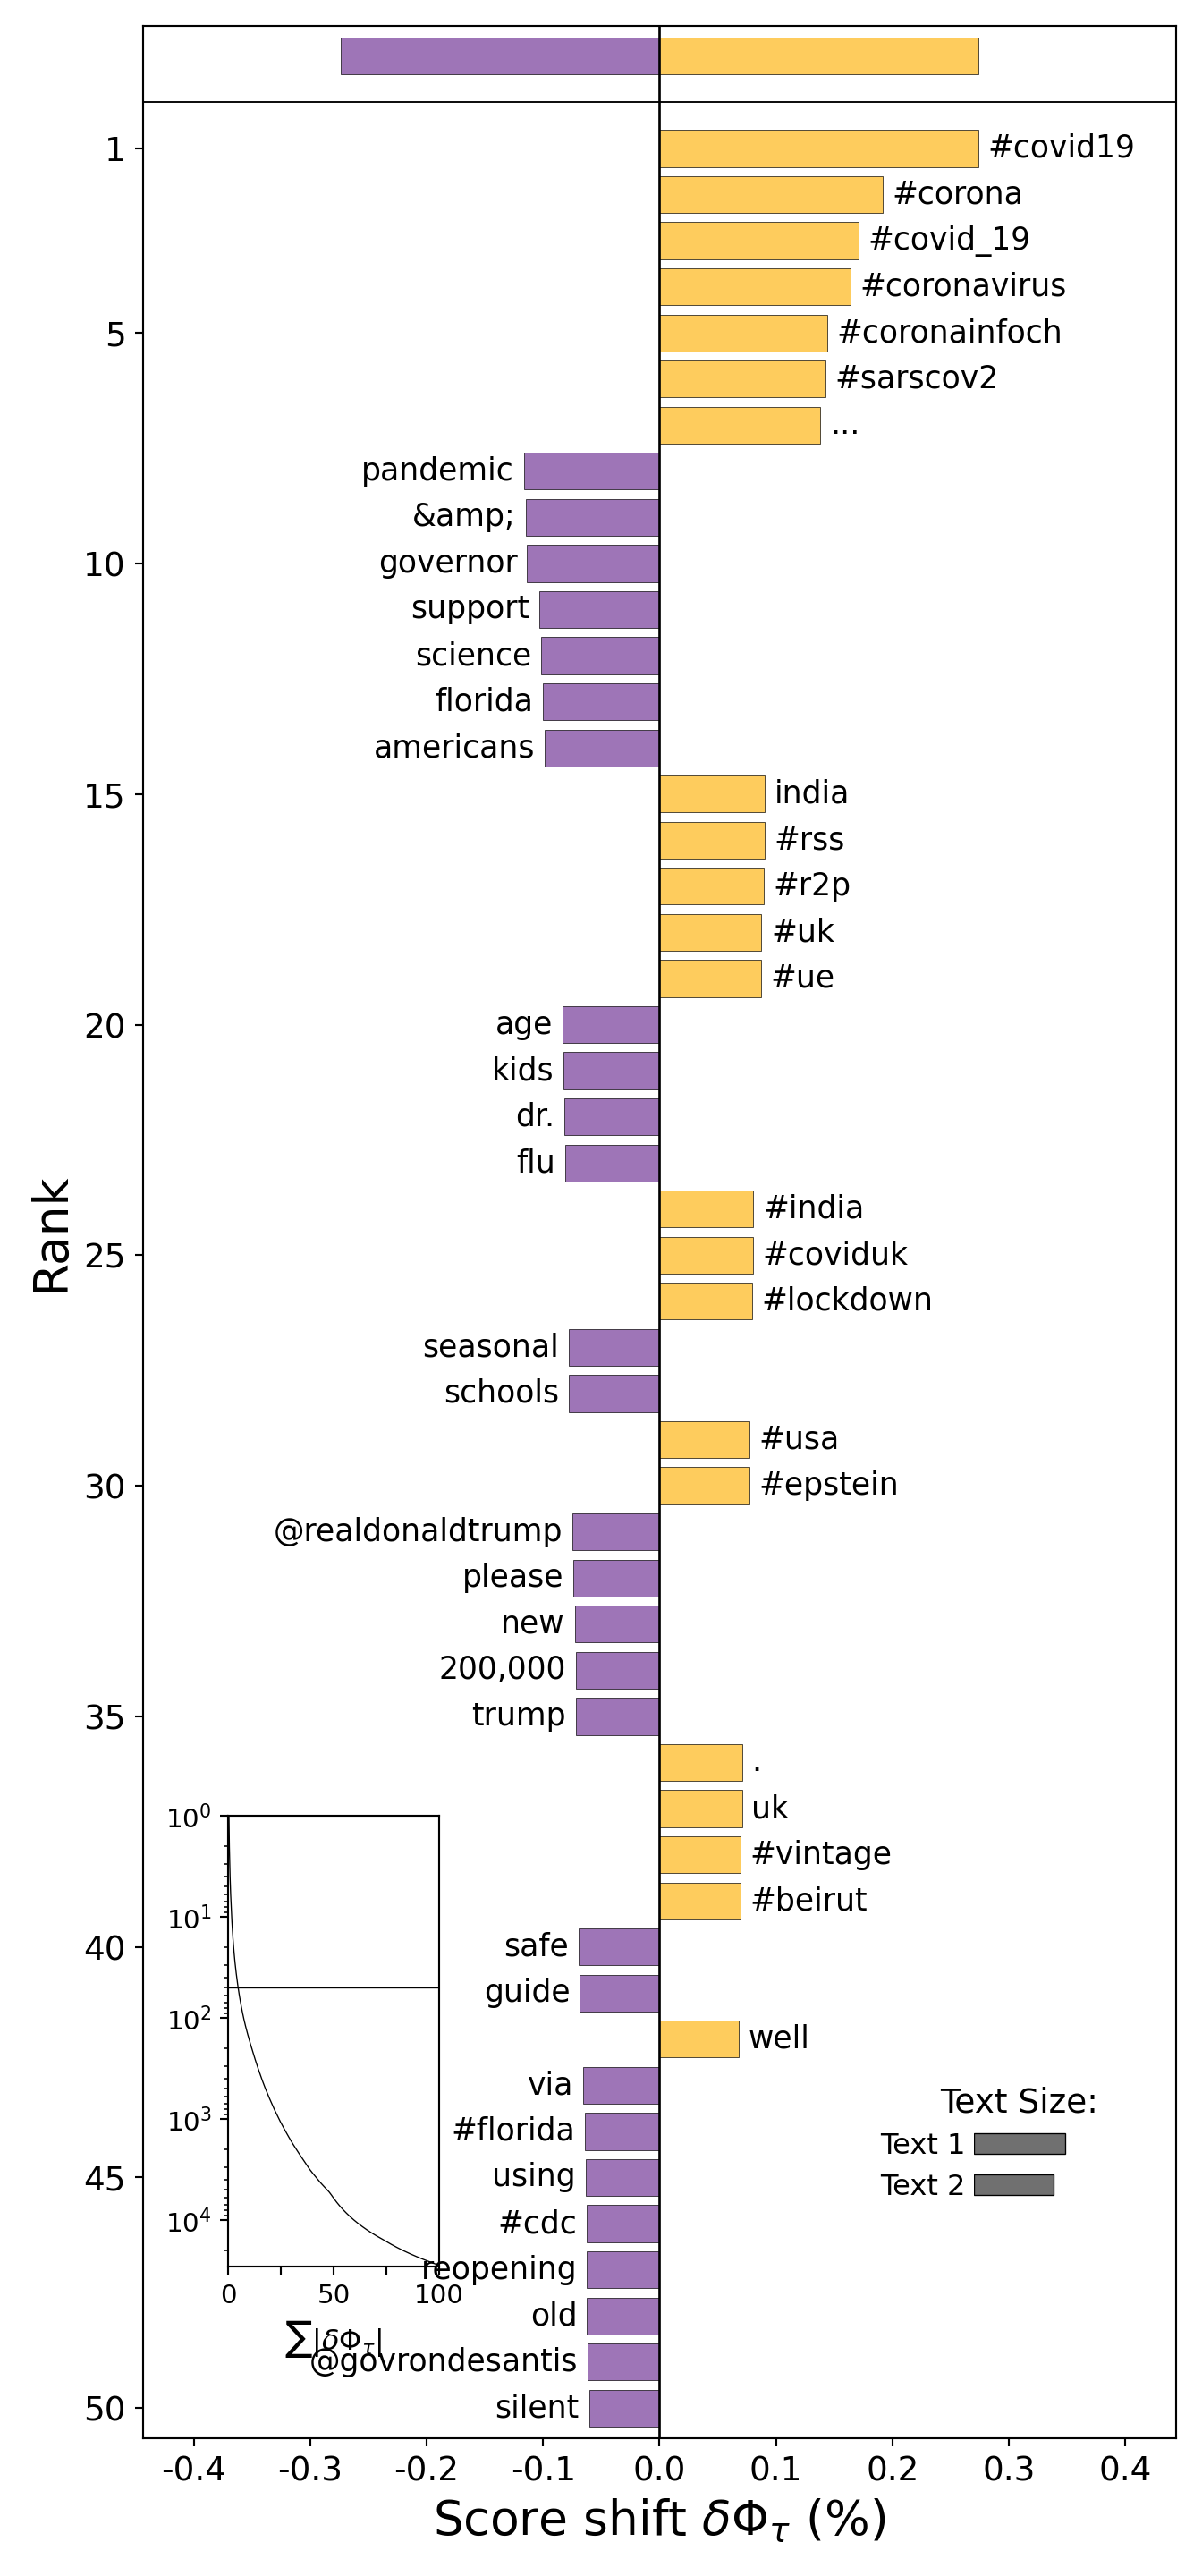 1
#covid19
#corona
#covid_19
#coronavirus
5
#coronainfoch
#sarscov2
...
pandemic
&amp;
10
governor
support
science
florida
americans
15
india
#rss
#r2p
#uk
#ue
20
age
kids
dr.
flu
#india
25
#coviduk
#lockdown
seasonal
schools
#usa
30
#epstein
@realdonaldtrump
please
new
200,000
35
trump
.
uk
#vintage
#beirut
40
safe
guide
well
via
#florida
45
using
#cdc
reopening
old
@govrondesantis
50
silent
Rank
10⁰
10¹
10²
10³
10⁴
0 50 100
∑|δΦτ|
Text Size:
Text 1
Text 2
-0.4 -0.3 -0.2 -0.1 0.0 0.1 0.2 0.3 0.4
Score shift δΦτ (%)